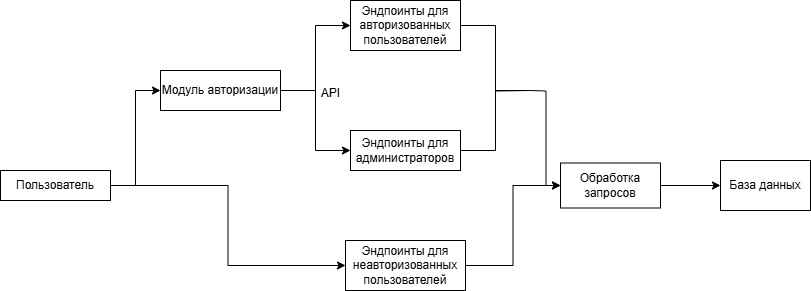 Эндпоинты для
авторизованных
пользователей
Модуль авторизации
API
Эндпоинты для
администраторов
Пользователь
Обработка
запросов
База данных
Эндпоинты для
неавторизованных
пользователей